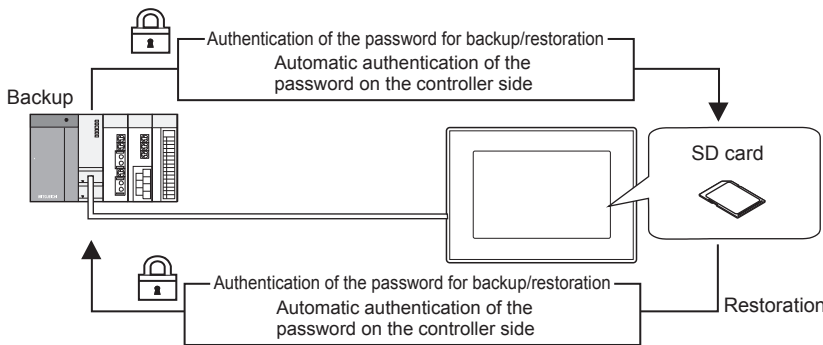 Authentication of the password for backup/restoration
Automatic authentication of the
password on the controller side
Backup
SD card
Authentication of the password for backup/restoration
Automatic authentication of the
password on the controller side
Restoration